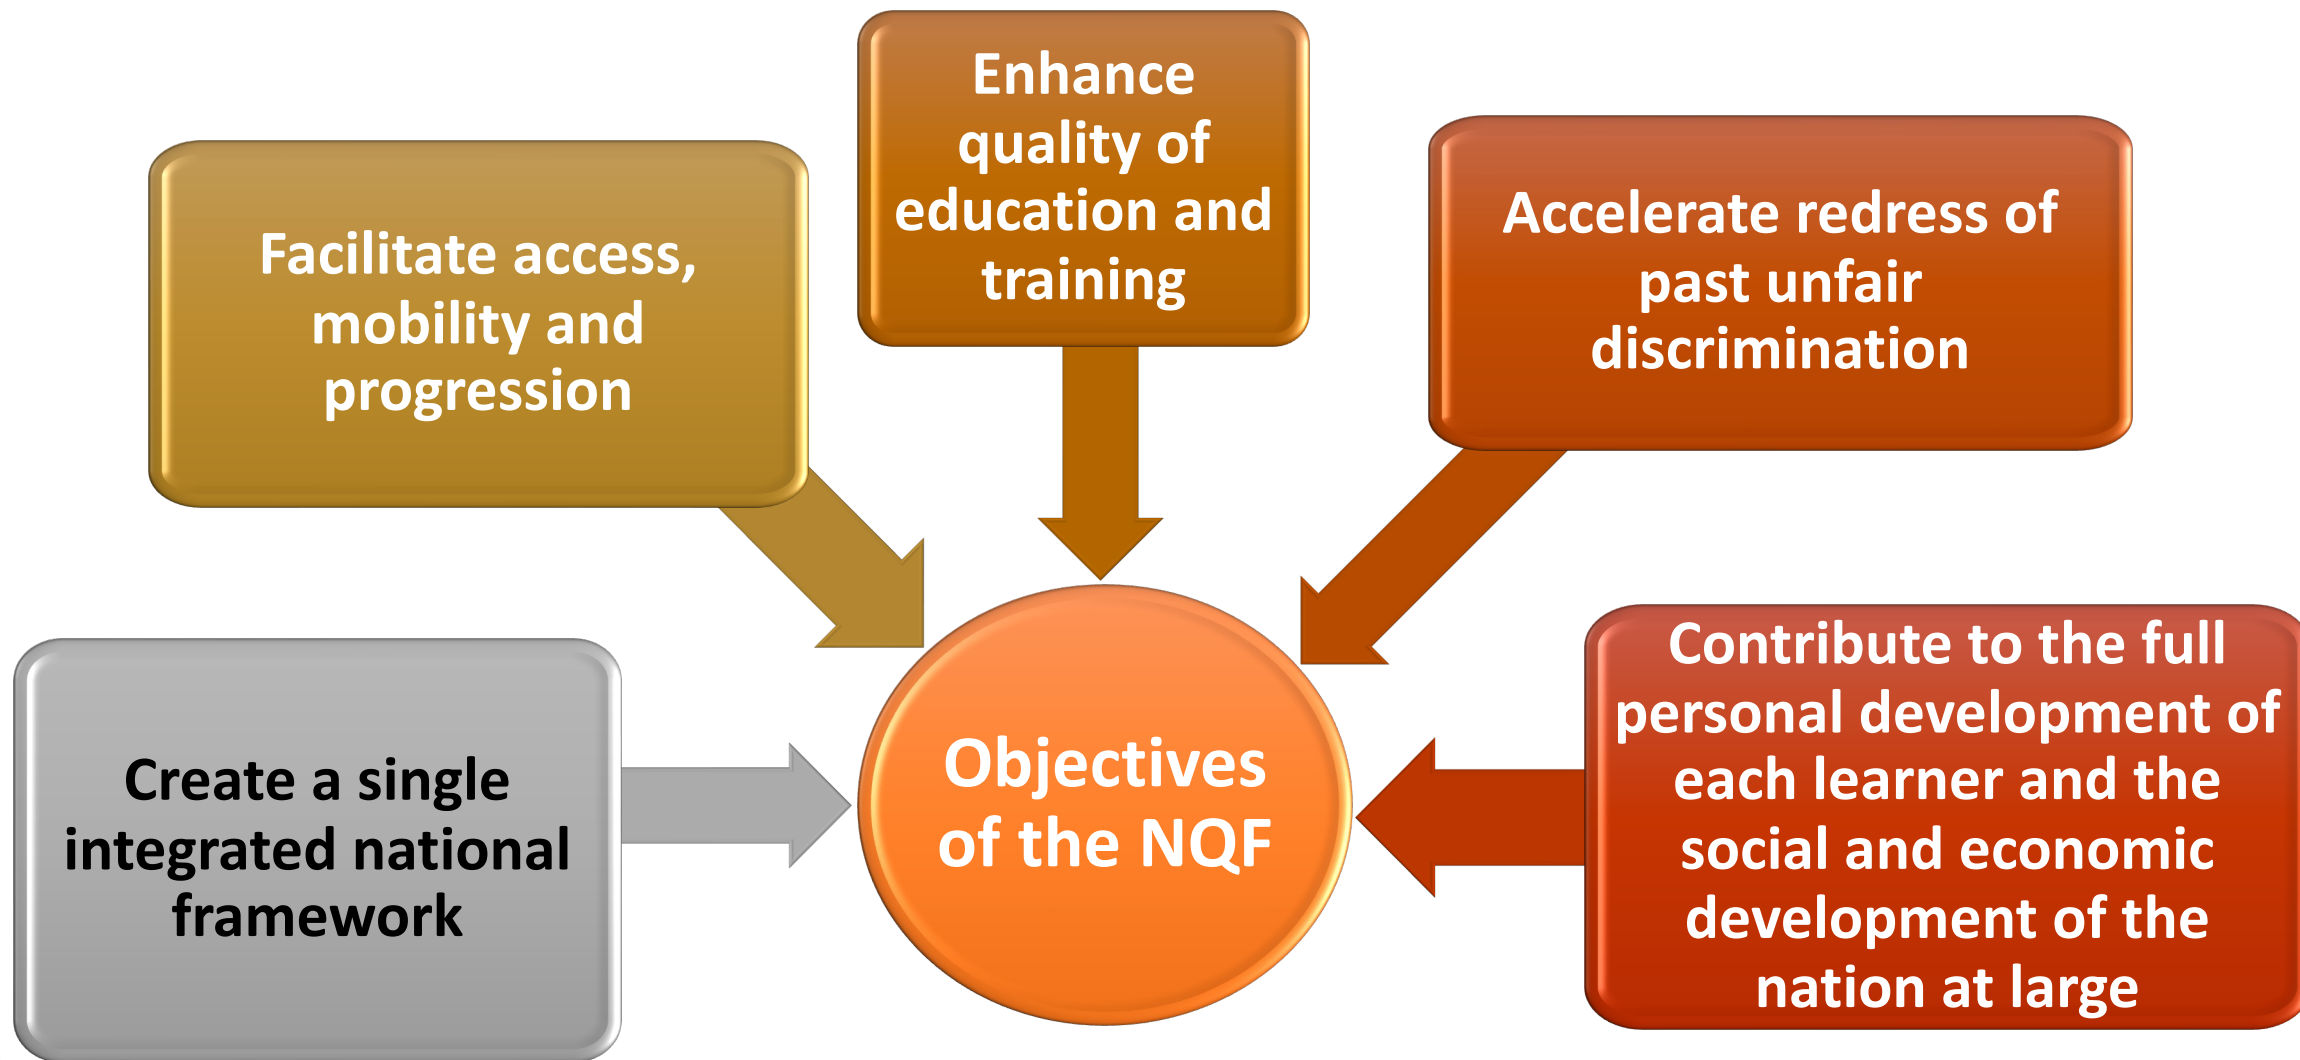 Enhance
quality of
education and
training
Facilitate access,
mobility and
progression
Accelerate redress of
past unfair
discrimination
Create a single
integrated national
framework
Objectives
of the NQF
Contribute to the full
personal development of
each learner and the
social and economic
development of the
nation at large